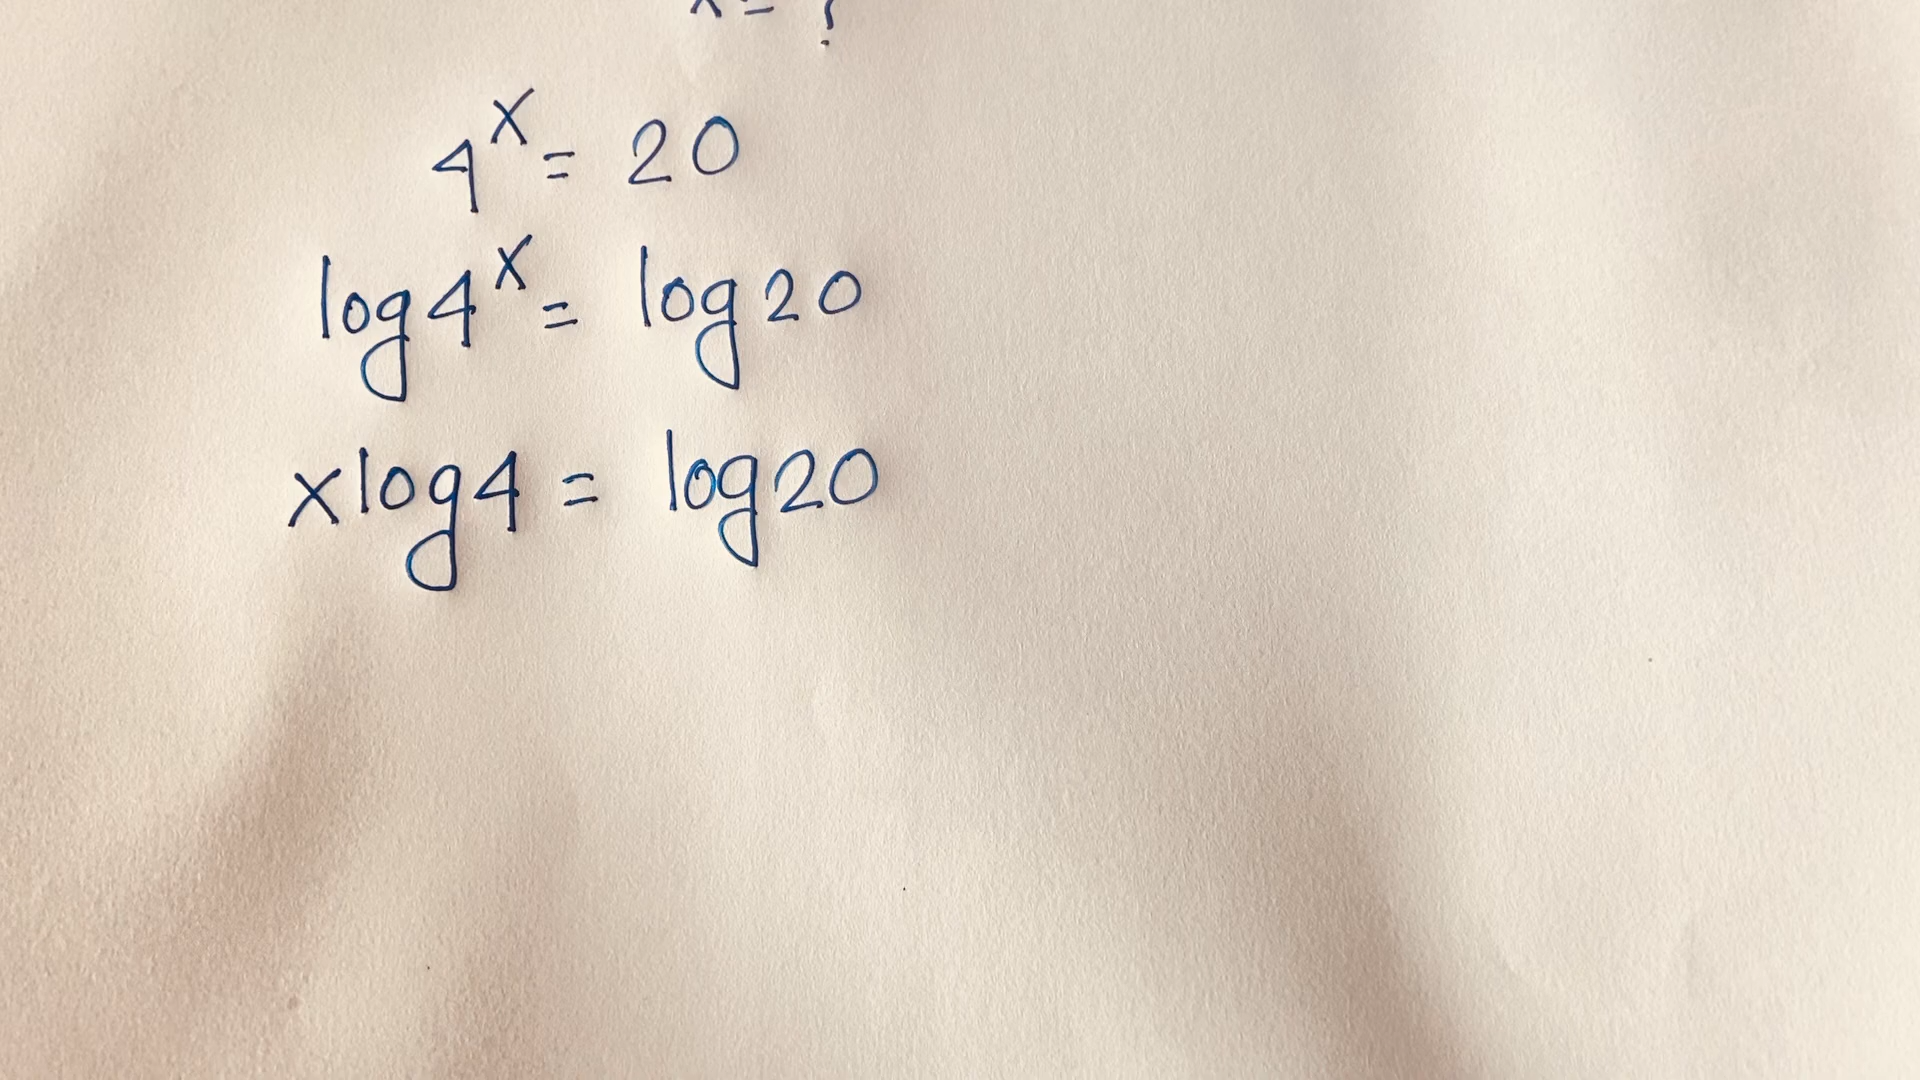 x = ?
4^x = 20
log 4^x = log 20
x log 4 = log 20